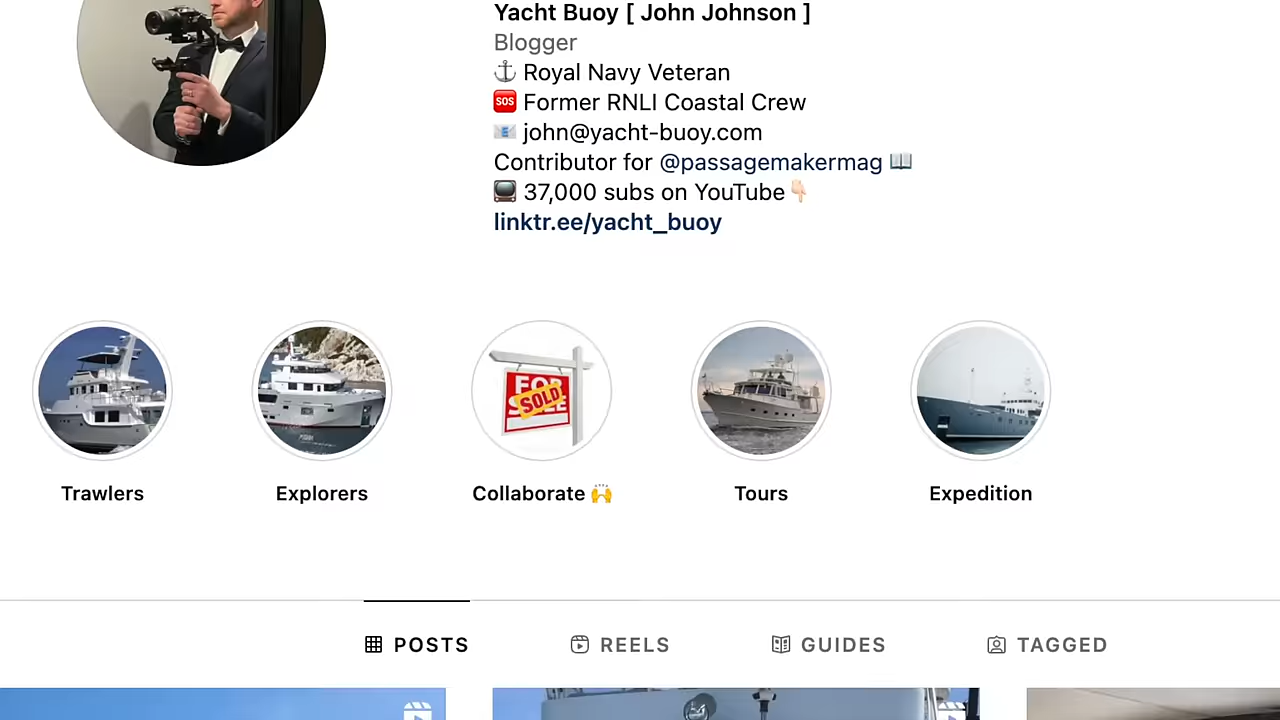 Yacht Buoy [ John Johnson ]
Blogger
⚓ Royal Navy Veteran
🆘 Former RNLI Coastal Crew
📧 john@yacht-buoy.com
Contributor for @passagemakermag 📖
📺 37,000 subs on YouTube👇🏻
linktr.ee/yacht_buoy
FOR
SOLD
Trawlers
Explorers
Collaborate 🙌
Tours
Expedition
POSTS
REELS
GUIDES
TAGGED